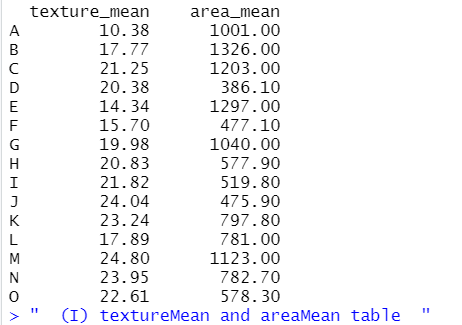 texture_mean area_mean
A 10.38 1001.00
B 17.77 1326.00
C 21.25 1203.00
D 20.38 386.10
E 14.34 1297.00
F 15.70 477.10
G 19.98 1040.00
H 20.83 577.90
I 21.82 519.80
J 24.04 475.90
K 23.24 797.80
L 17.89 781.00
M 24.80 1123.00
N 23.95 782.70
O 22.61 578.30
> "  (I) textureMean and areaMean table  "